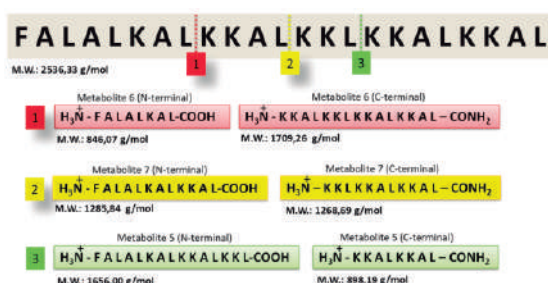 FALALKALKKALKKLKKALKKAL
M.W.: 2536,33 g/mol
1 2 3
Metabolite 6 (N-terminal) Metabolite 6 (C-terminal)
1 H₃N⁺ - FALALKAL-COOH H₃N⁺ - KKALKKLKKALKKAL – CONH₂
M.W.: 846,07 g/mol M.W.: 1709,26 g/mol
Metabolite 7 (N-terminal) Metabolite 7 (C-terminal)
2 H₃N⁺ - FALALKALKKAL-COOH H₃N⁺ – KKLKKALKKAL – CONH₂
M.W.: 1285,84 g/mol M.W.: 1268,69 g/mol
Metabolite 5 (N-terminal) Metabolite 5 (C-terminal)
3 H₃N⁺ - FALALKALKKALKKL-COOH H₃N⁺ - KKALKKAL – CONH₂
M.W.: 1656,00 g/mol M.W.: 898,19 g/mol